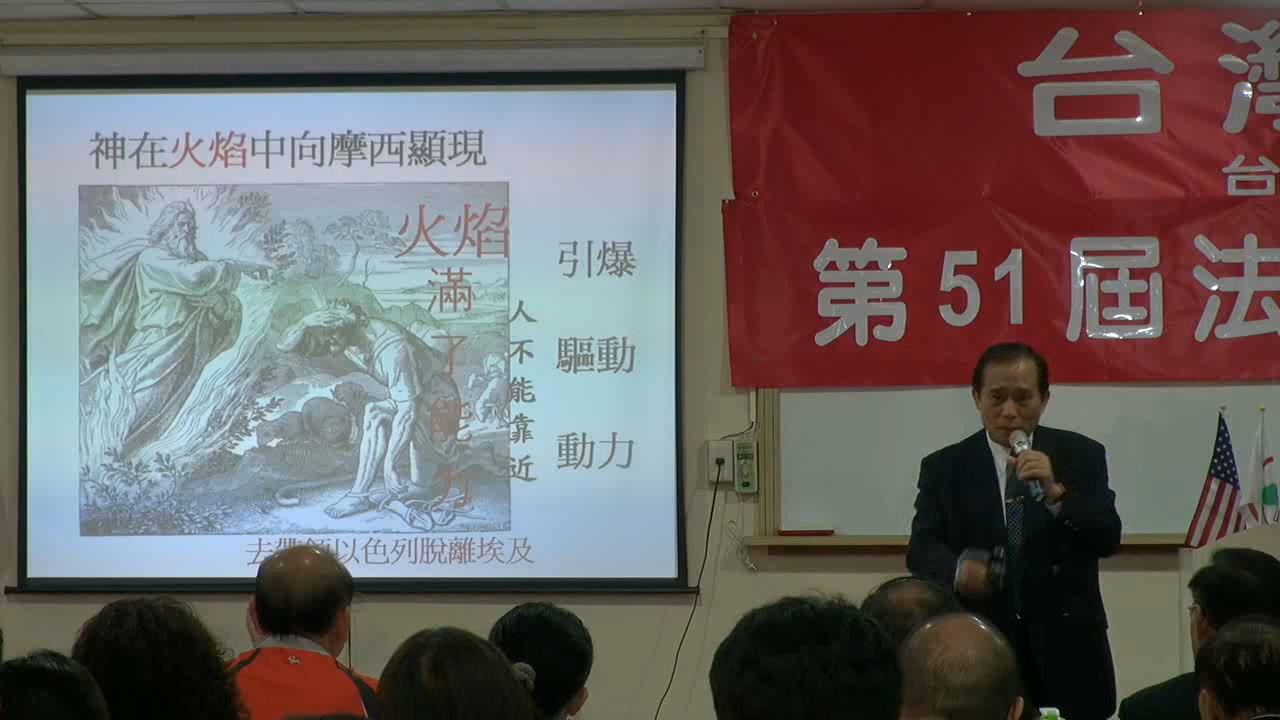 神在火焰中向摩西顯現
火焰
滿了能力
人不能靠近
引爆
驅動
動力
去帶領以色列脫離埃及
台灣
台
第51屆法